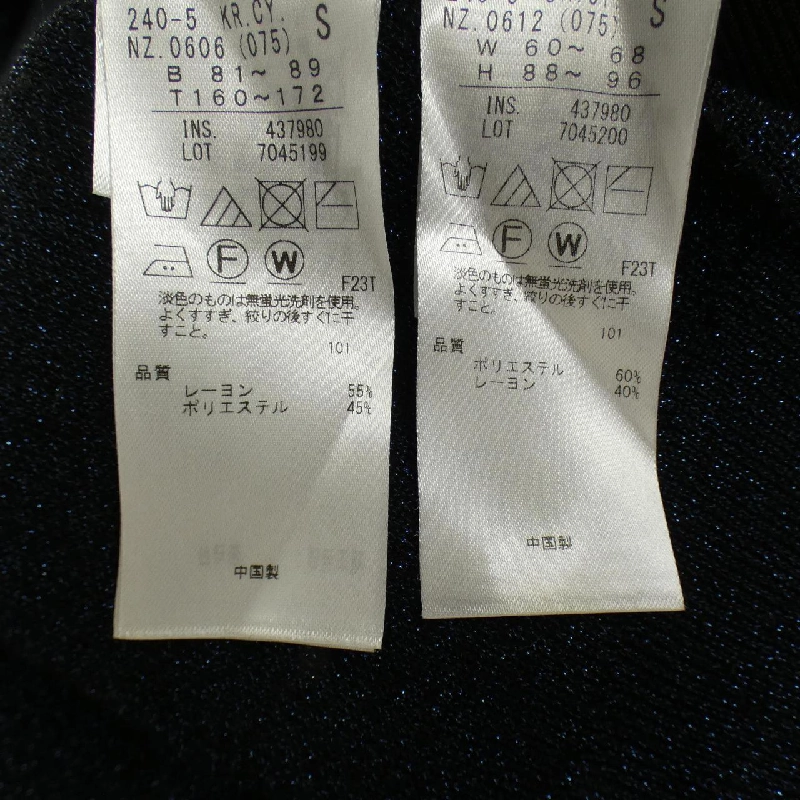 240-5 KR.CY. S
NZ.0606 (075)
B 81～ 89
T160～172
INS. 437980
LOT 7045199
F W
F23T
淡色のものは無蛍光洗剤を使用。
よくすすぎ、絞りの後すぐに干
すこと。
101
品質
レーヨン 55%
ポリエステル 45%
中国製
S
NZ.0612 (075)
W 60～ 68
H 88～ 96
INS. 437980
LOT 7045200
F W
F23T
淡色のものは無蛍光洗剤を使用。
よくすすぎ、絞りの後すぐに干
すこと。
101
品質
ポリエステル 60%
レーヨン 40%
中国製